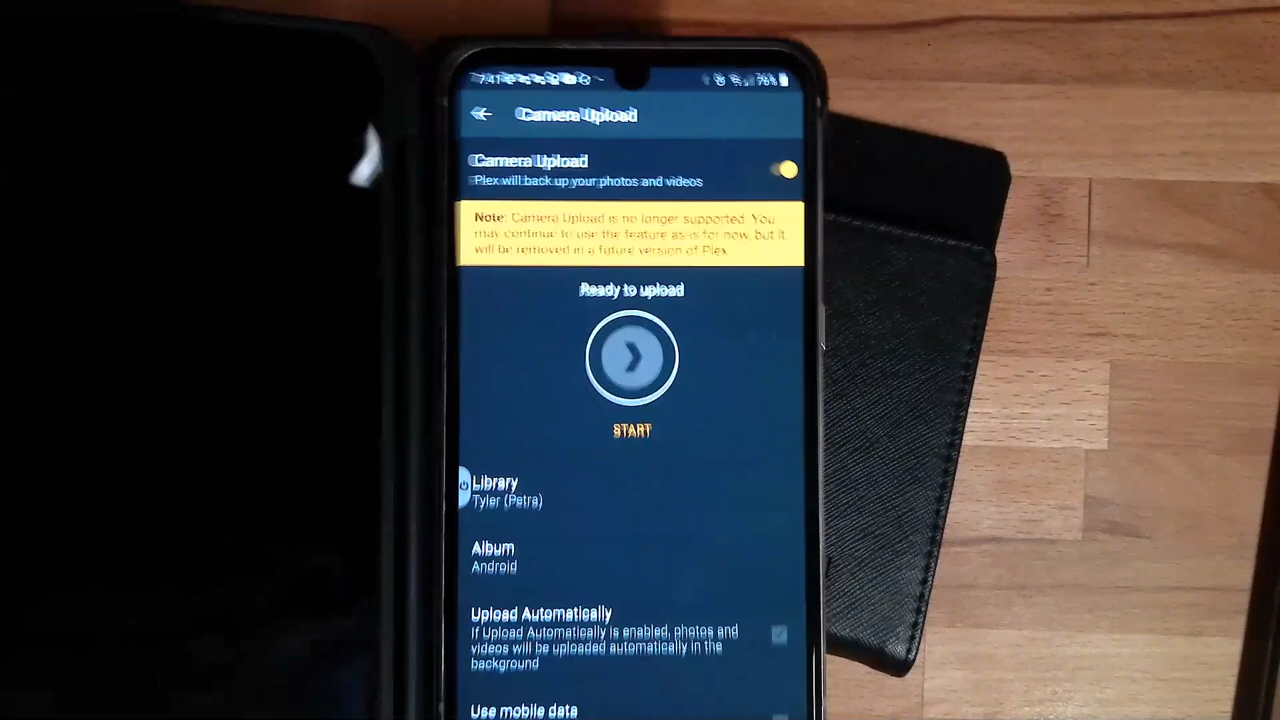 7:41 76%
Camera Upload
Camera Upload
Plex will back up your photos and videos
Note: Camera Upload is no longer supported. You
may continue to use the feature as-is for now, but it
will be removed in a future version of Plex.
Ready to upload
START
Library
Tyler (Petra)
Album
Android
Upload Automatically
If Upload Automatically is enabled, photos and
videos will be uploaded automatically in the
background
Use mobile data